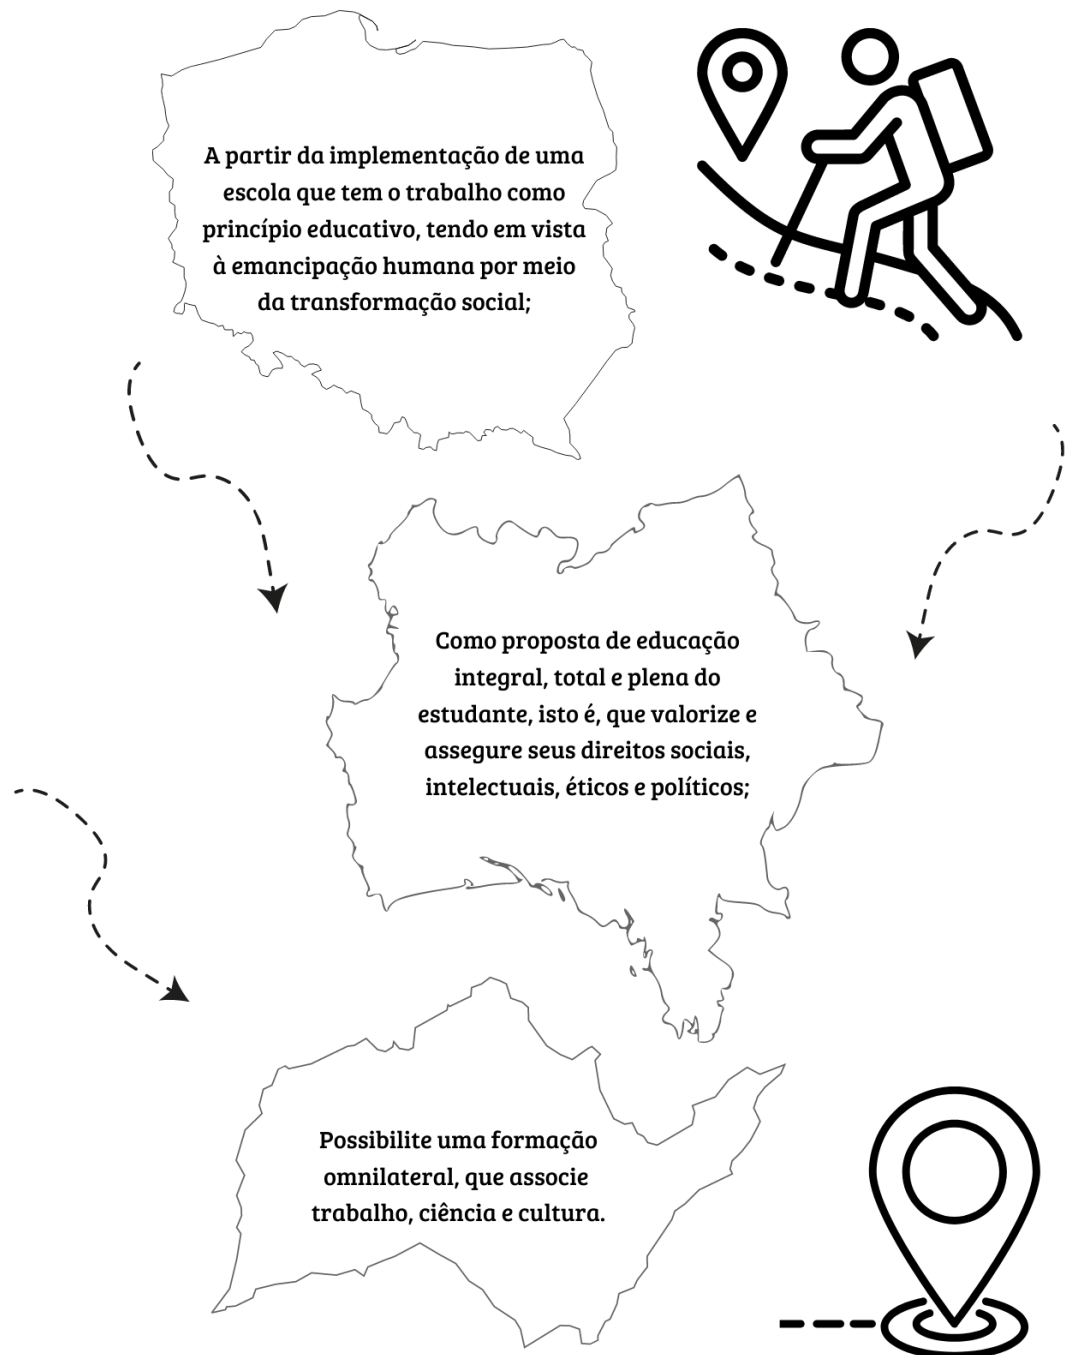 A partir da implementação de uma
escola que tem o trabalho como
princípio educativo, tendo em vista
à emancipação humana por meio
da transformação social;
Como proposta de educação
integral, total e plena do
estudante, isto é, que valorize e
assegure seus direitos sociais,
intelectuais, éticos e políticos;
Possibilite uma formação
omnilateral, que associe
trabalho, ciência e cultura.